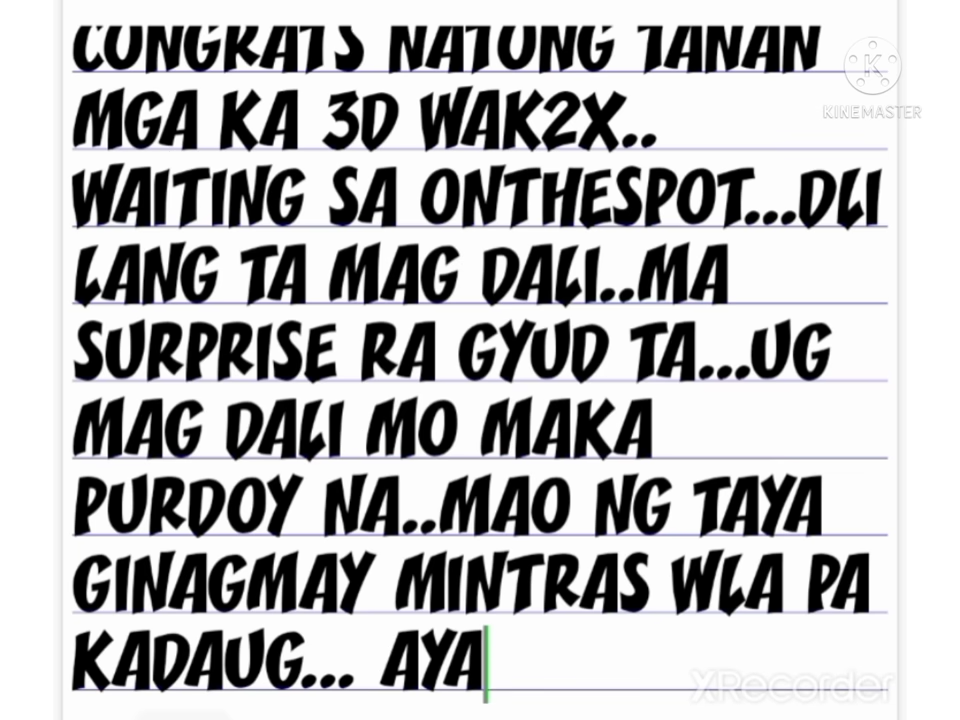 CONGRATS NATONG TANAN
MGA KA 3D WAK2X..
WAITING SA ONTHESPOT...DLI
LANG TA MAG DALI..MA
SURPRISE RA GYUD TA...UG
MAG DALI MO MAKA
PURDOY NA..MAO NG TAYA
GINAGMAY MINTRAS WLA PA
KADAUG... AYA
K
KINEMASTER
XRecorder